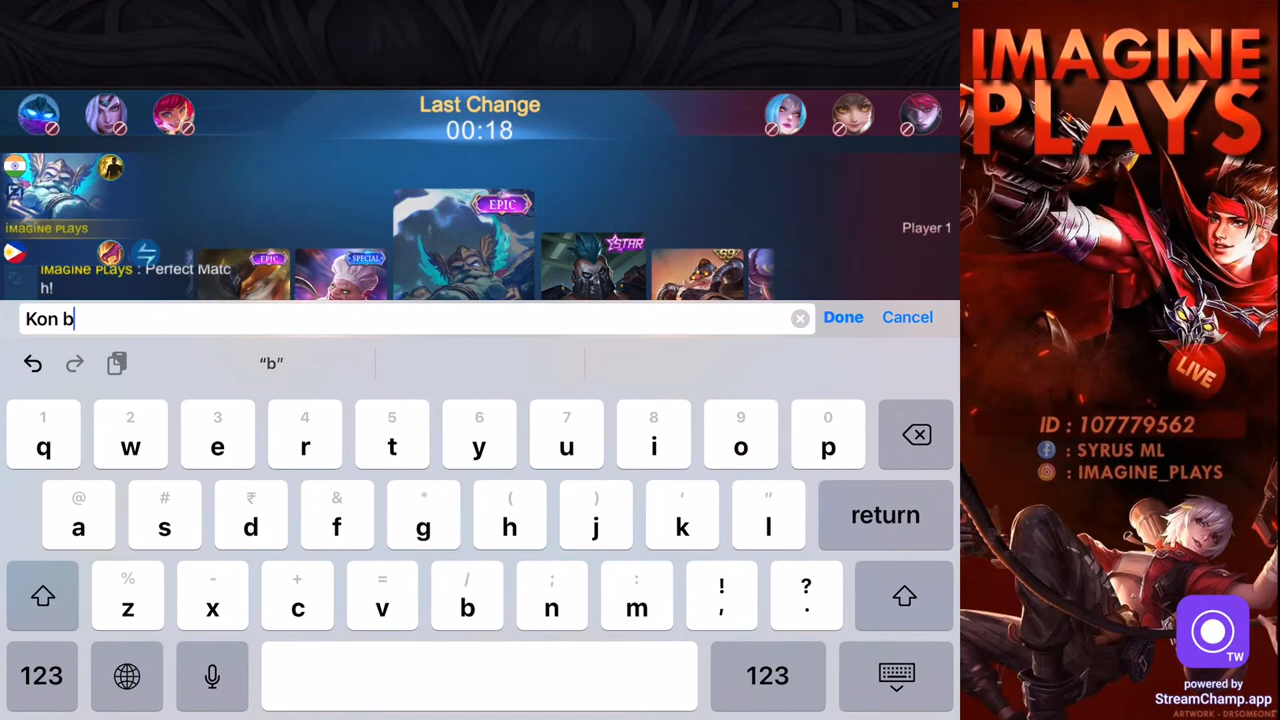 Last Change
00:18
EPIC
IMAGINE PLAYS
Player 1
IMAGINE PLAYS : Perfect Matc
h!
EPIC
SPECIAL
STAR
Kon b
Done
Cancel
“b”
1 2 3 4 5 6 7 8 9 0
q w e r t y u i o p
@ # ₹ & * ( ) ‘ “
a s d f g h j k l return
% - + = / ; : ! ?
z x c v b n m , .
123 123
IMAGINE
PLAYS
LIVE
ID : 107779562
: SYRUS ML
: IMAGINE_PLAYS
TW
powered by
StreamChamp.app
ARTWORK - DRSOMEONE